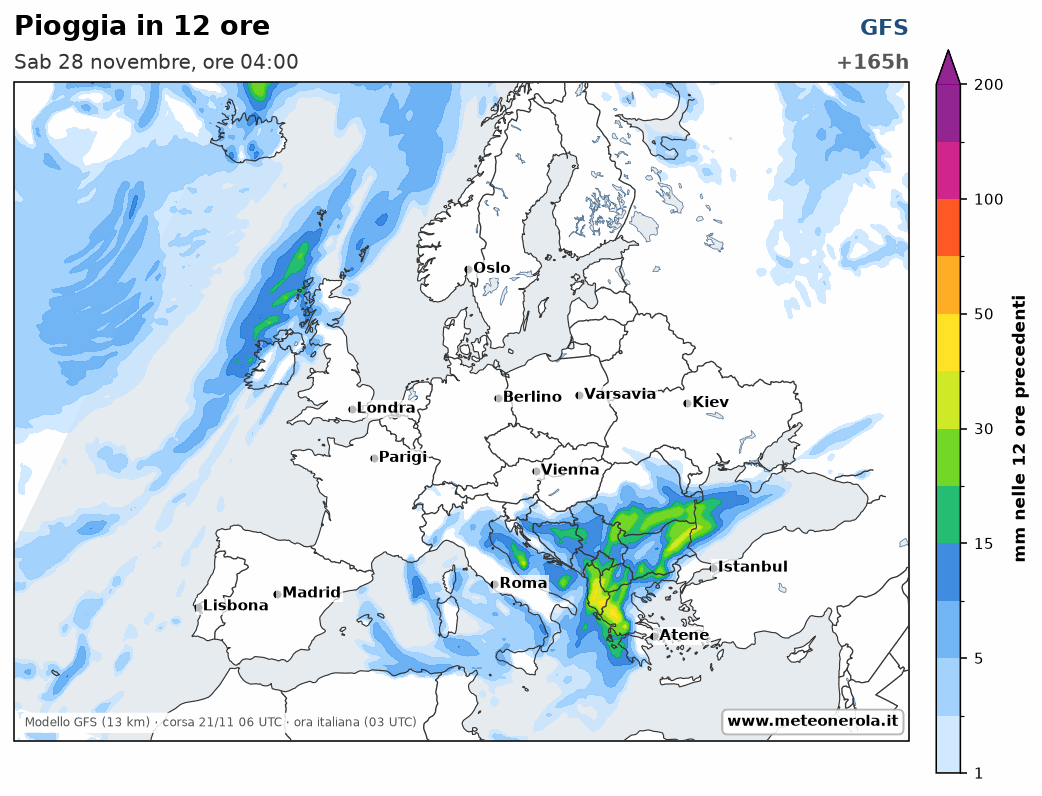 Pioggia in 12 ore
GFS
Sab 28 novembre, ore 04:00
+165h
200
100
50
30
15
5
1
mm nelle 12 ore precedenti
Oslo
Berlino
Varsavia
Kiev
Londra
Parigi
Vienna
Istanbul
Roma
Madrid
Lisbona
Atene
Modello GFS (13 km) · corsa 21/11 06 UTC · ora italiana (03 UTC)
www.meteonerola.it